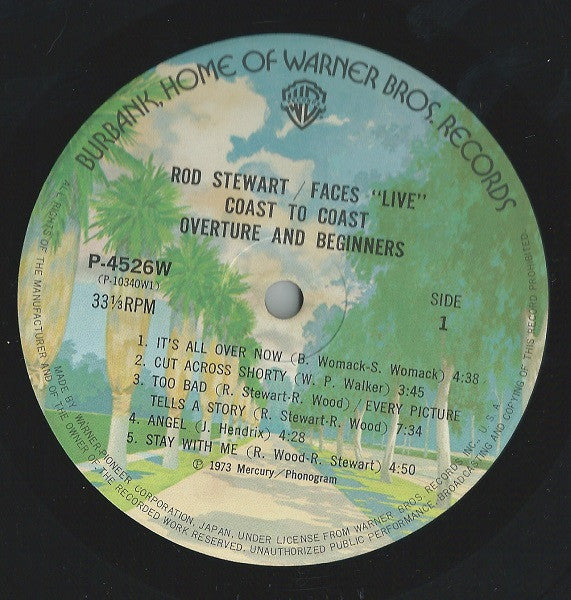 BURBANK, HOME OF WARNER BROS. RECORDS
ROD STEWART / FACES "LIVE"
COAST TO COAST
OVERTURE AND BEGINNERS
P-4526W
(P-10340W1)
33⅓RPM
SIDE
1
1. IT'S ALL OVER NOW (B. Womack-S. Womack) 4:38
2. CUT ACROSS SHORTY (W. P. Walker) 3:45
3. TOO BAD (R. Stewart-R. Wood)/EVERY PICTURE
TELLS A STORY (R. Stewart-R. Wood) 7:34
4. ANGEL (J. Hendrix) 4:28
5. STAY WITH ME (R. Wood-R. Stewart) 4:50
℗ 1973 Mercury/Phonogram
MADE BY WARNER-PIONEER CORPORATION, JAPAN, UNDER LICENSE FROM WARNER BROS RECORD INC., U.S.A.
ALL RIGHTS OF THE MANUFACTURER AND OF THE OWNER OF THE RECORDED WORK RESERVED. UNAUTHORIZED PUBLIC PERFORMANCE, BROADCASTING AND COPYING OF THIS RECORD PROHIBITED.